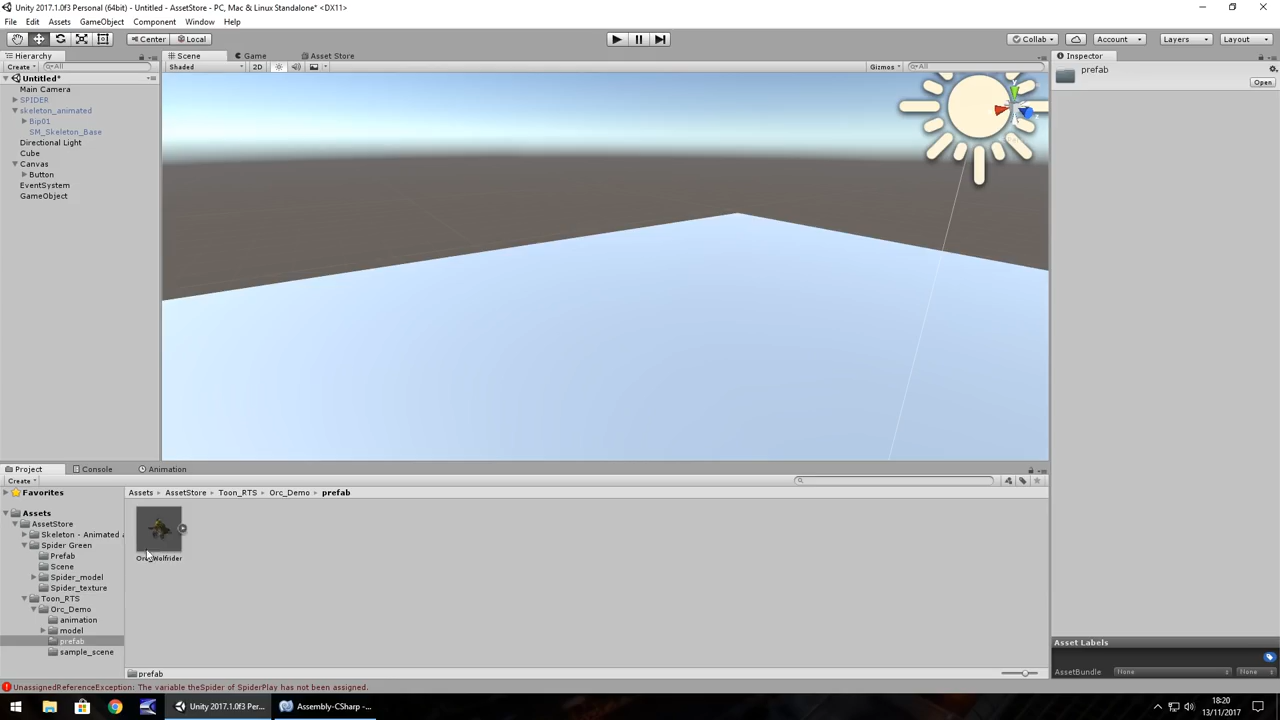 Unity 2017.1.0f3 Personal (64bit) - Untitled - AssetStore - PC, Mac & Linux Standalone* <DX11>
File Edit Assets GameObject Component Window Help
Center Local Collab Account Layers Layout
Hierarchy Scene Game Asset Store Inspector
Create All Shaded 2D Gizmos All prefab
Open
Untitled*
Main Camera
SPIDER
skeleton_animated
Bip01
SM_Skeleton_Base
Directional Light
Cube
Canvas
Button
EventSystem
GameObject
Project Console Animation
Create
Favorites Assets AssetStore Toon_RTS Orc_Demo prefab
Assets
AssetStore
Skeleton - Animated
Spider Green
Prefab
Scene
Spider_model
Spider_texture
Toon_RTS
Orc_Demo
animation
model
prefab
sample_scene
prefab
Asset Labels
AssetBundle None None
UnassignedReferenceException: The variable theSpider of SpiderPlay has not been assigned.
Unity 2017.1.0f3 Per... Assembly-CSharp -...
18:20
13/11/2017